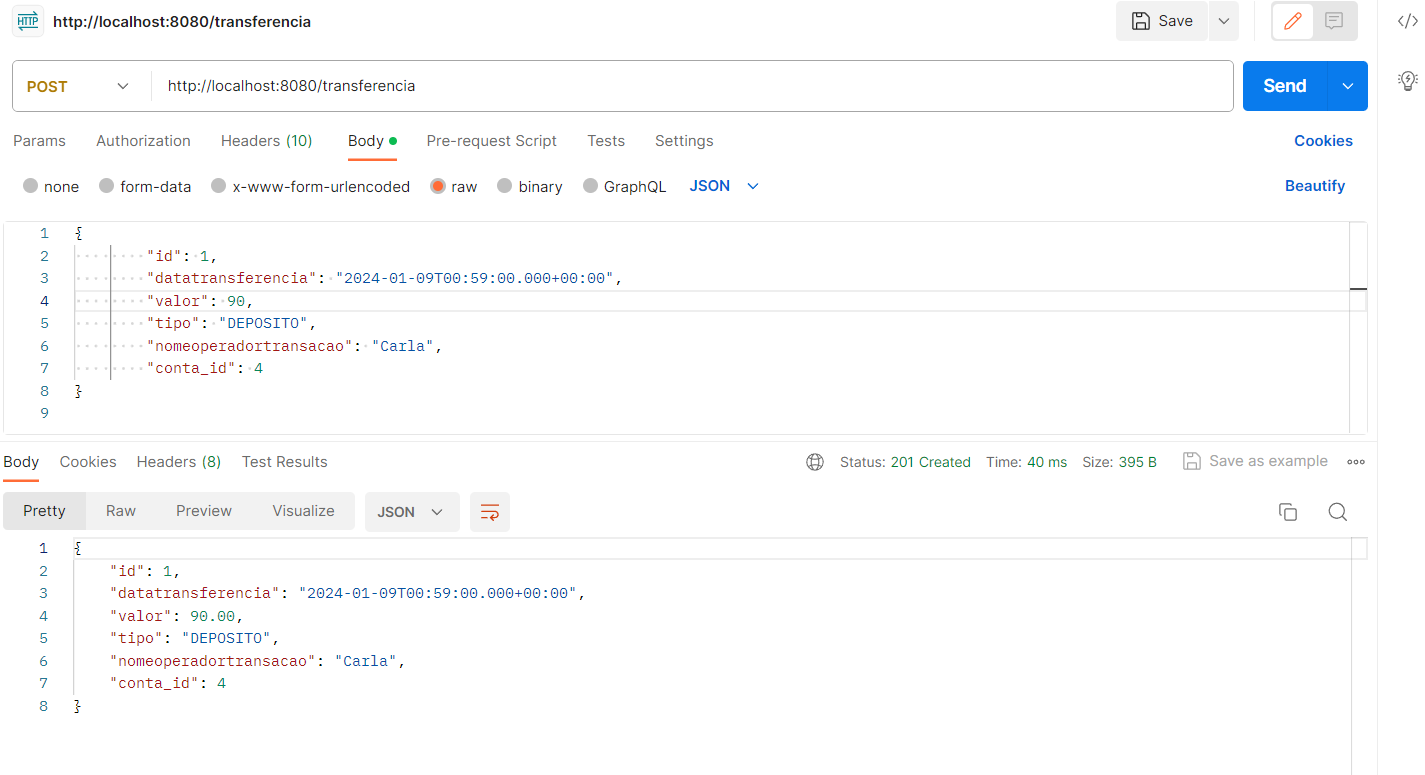 HTTP http://localhost:8080/transferencia Save </>
POST http://localhost:8080/transferencia Send
Params Authorization Headers (10) Body Pre-request Script Tests Settings Cookies
none form-data x-www-form-urlencoded raw binary GraphQL JSON Beautify
1 {
2 "id": 1,
3 "datatransferencia": "2024-01-09T00:59:00.000+00:00",
4 "valor": 90,
5 "tipo": "DEPOSITO",
6 "nomeoperadortransacao": "Carla",
7 "conta_id": 4
8 }
9
Body Cookies Headers (8) Test Results Status: 201 Created Time: 40 ms Size: 395 B Save as example
Pretty Raw Preview Visualize JSON
1 {
2 "id": 1,
3 "datatransferencia": "2024-01-09T00:59:00.000+00:00",
4 "valor": 90.00,
5 "tipo": "DEPOSITO",
6 "nomeoperadortransacao": "Carla",
7 "conta_id": 4
8 }